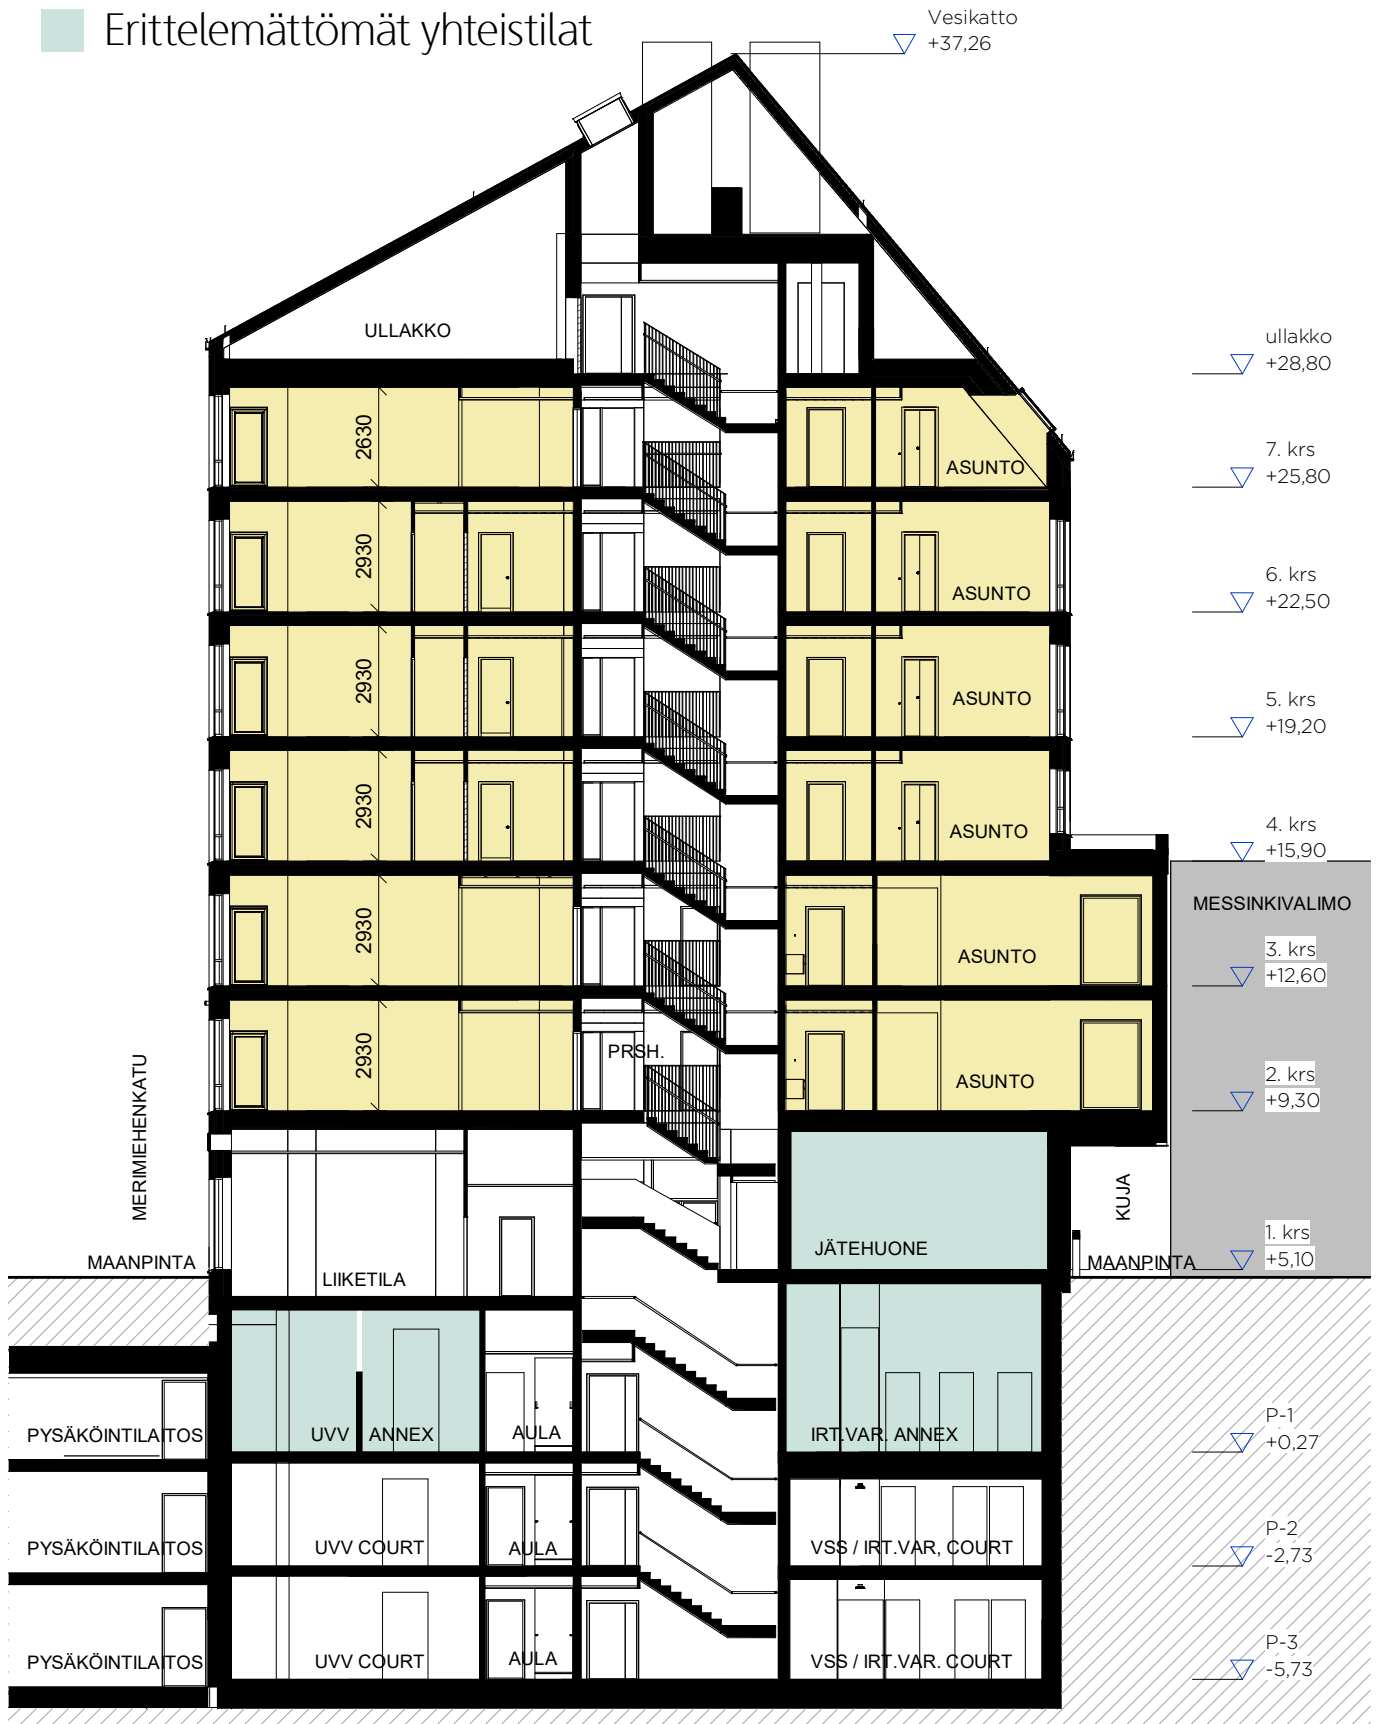 Erittelemättömät yhteistilat
Vesikatto
+37,26
ULLAKKO
ullakko
+28,80
2630
ASUNTO
7. krs
+25,80
2930
ASUNTO
6. krs
+22,50
2930
ASUNTO
5. krs
+19,20
2930
ASUNTO
4. krs
+15,90
MESSINKIVALIMO
2930
ASUNTO
3. krs
+12,60
2930
PRSH.
ASUNTO
2. krs
+9,30
MERIMIEHENKATU
KUJA
JÄTEHUONE
1. krs
+5,10
MAANPINTA
LIIKETILA
MAANPINTA
PYSÄKÖINTILAITOS
UVV ANNEX
AULA
IRT.VAR. ANNEX
P-1
+0,27
PYSÄKÖINTILAITOS
UVV COURT
AULA
VSS / IRT.VAR, COURT
P-2
-2,73
PYSÄKÖINTILAITOS
UVV COURT
AULA
VSS / IRT.VAR. COURT
P-3
-5,73